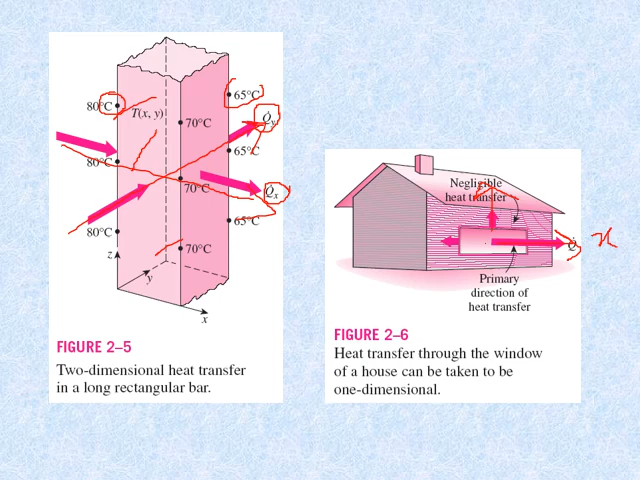 80°C
T(x, y)
65°C
70°C
Q̇y
80°C
65°C
70°C
Q̇x
80°C
65°C
70°C
z
y
x
FIGURE 2–5
Two-dimensional heat transfer
in a long rectangular bar.
Negligible
heat transfer
Q̇
x
Primary
direction of
heat transfer
FIGURE 2–6
Heat transfer through the window
of a house can be taken to be
one-dimensional.